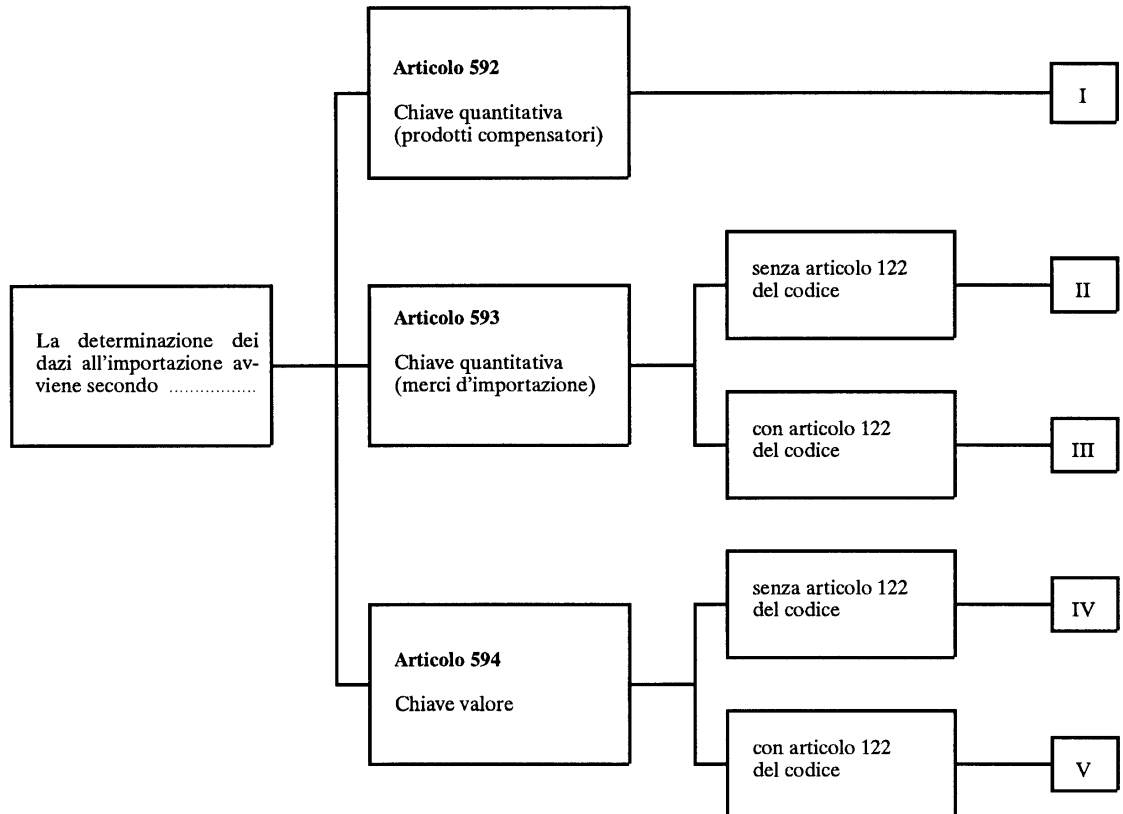 Articolo 592
Chiave quantitativa
(prodotti compensatori)
I
La determinazione dei
dazi all'importazione av-
viene secondo .................
Articolo 593
Chiave quantitativa
(merci d'importazione)
senza articolo 122
del codice
II
con articolo 122
del codice
III
Articolo 594
Chiave valore
senza articolo 122
del codice
IV
con articolo 122
del codice
V